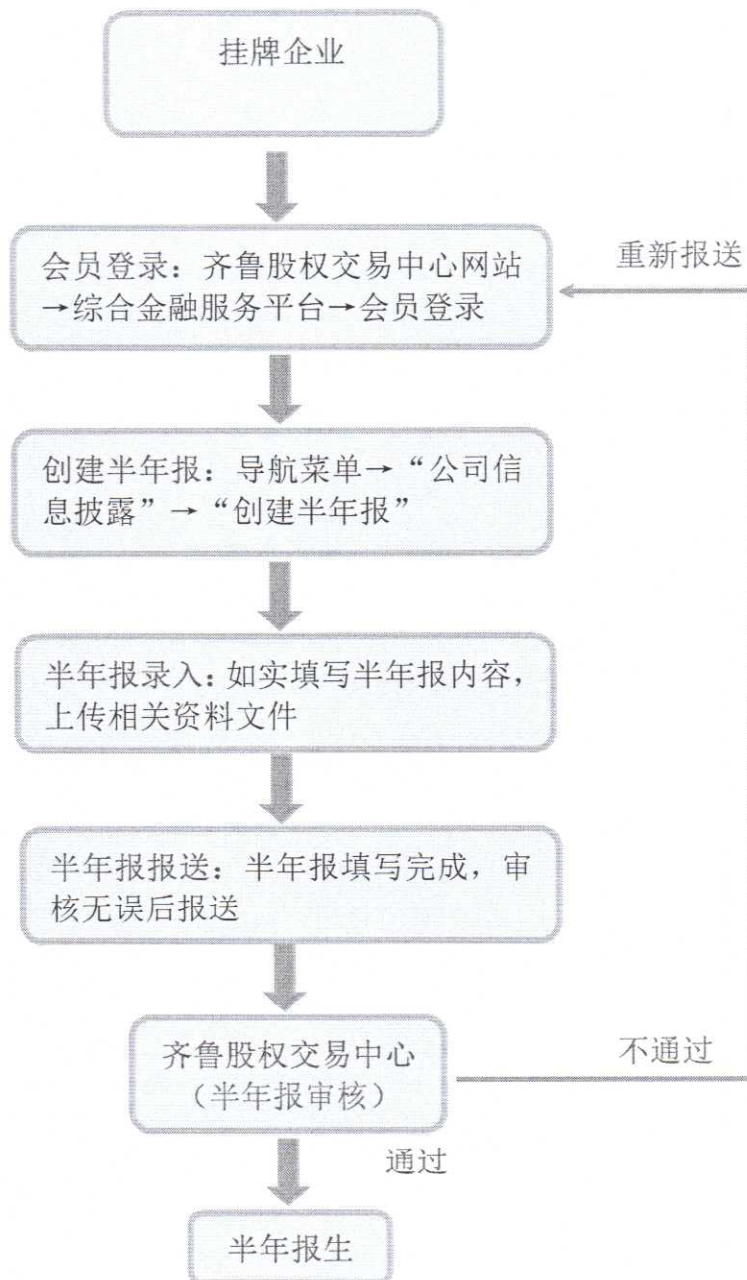 挂牌企业
会员登录：齐鲁股权交易中心网站
→综合金融服务平台→会员登录
重新报送
创建半年报：导航菜单→“公司信
息披露”→“创建半年报”
半年报录入：如实填写半年报内容，
上传相关资料文件
半年报报送：半年报填写完成，审
核无误后报送
齐鲁股权交易中心
（半年报审核）
不通过
通过
半年报生